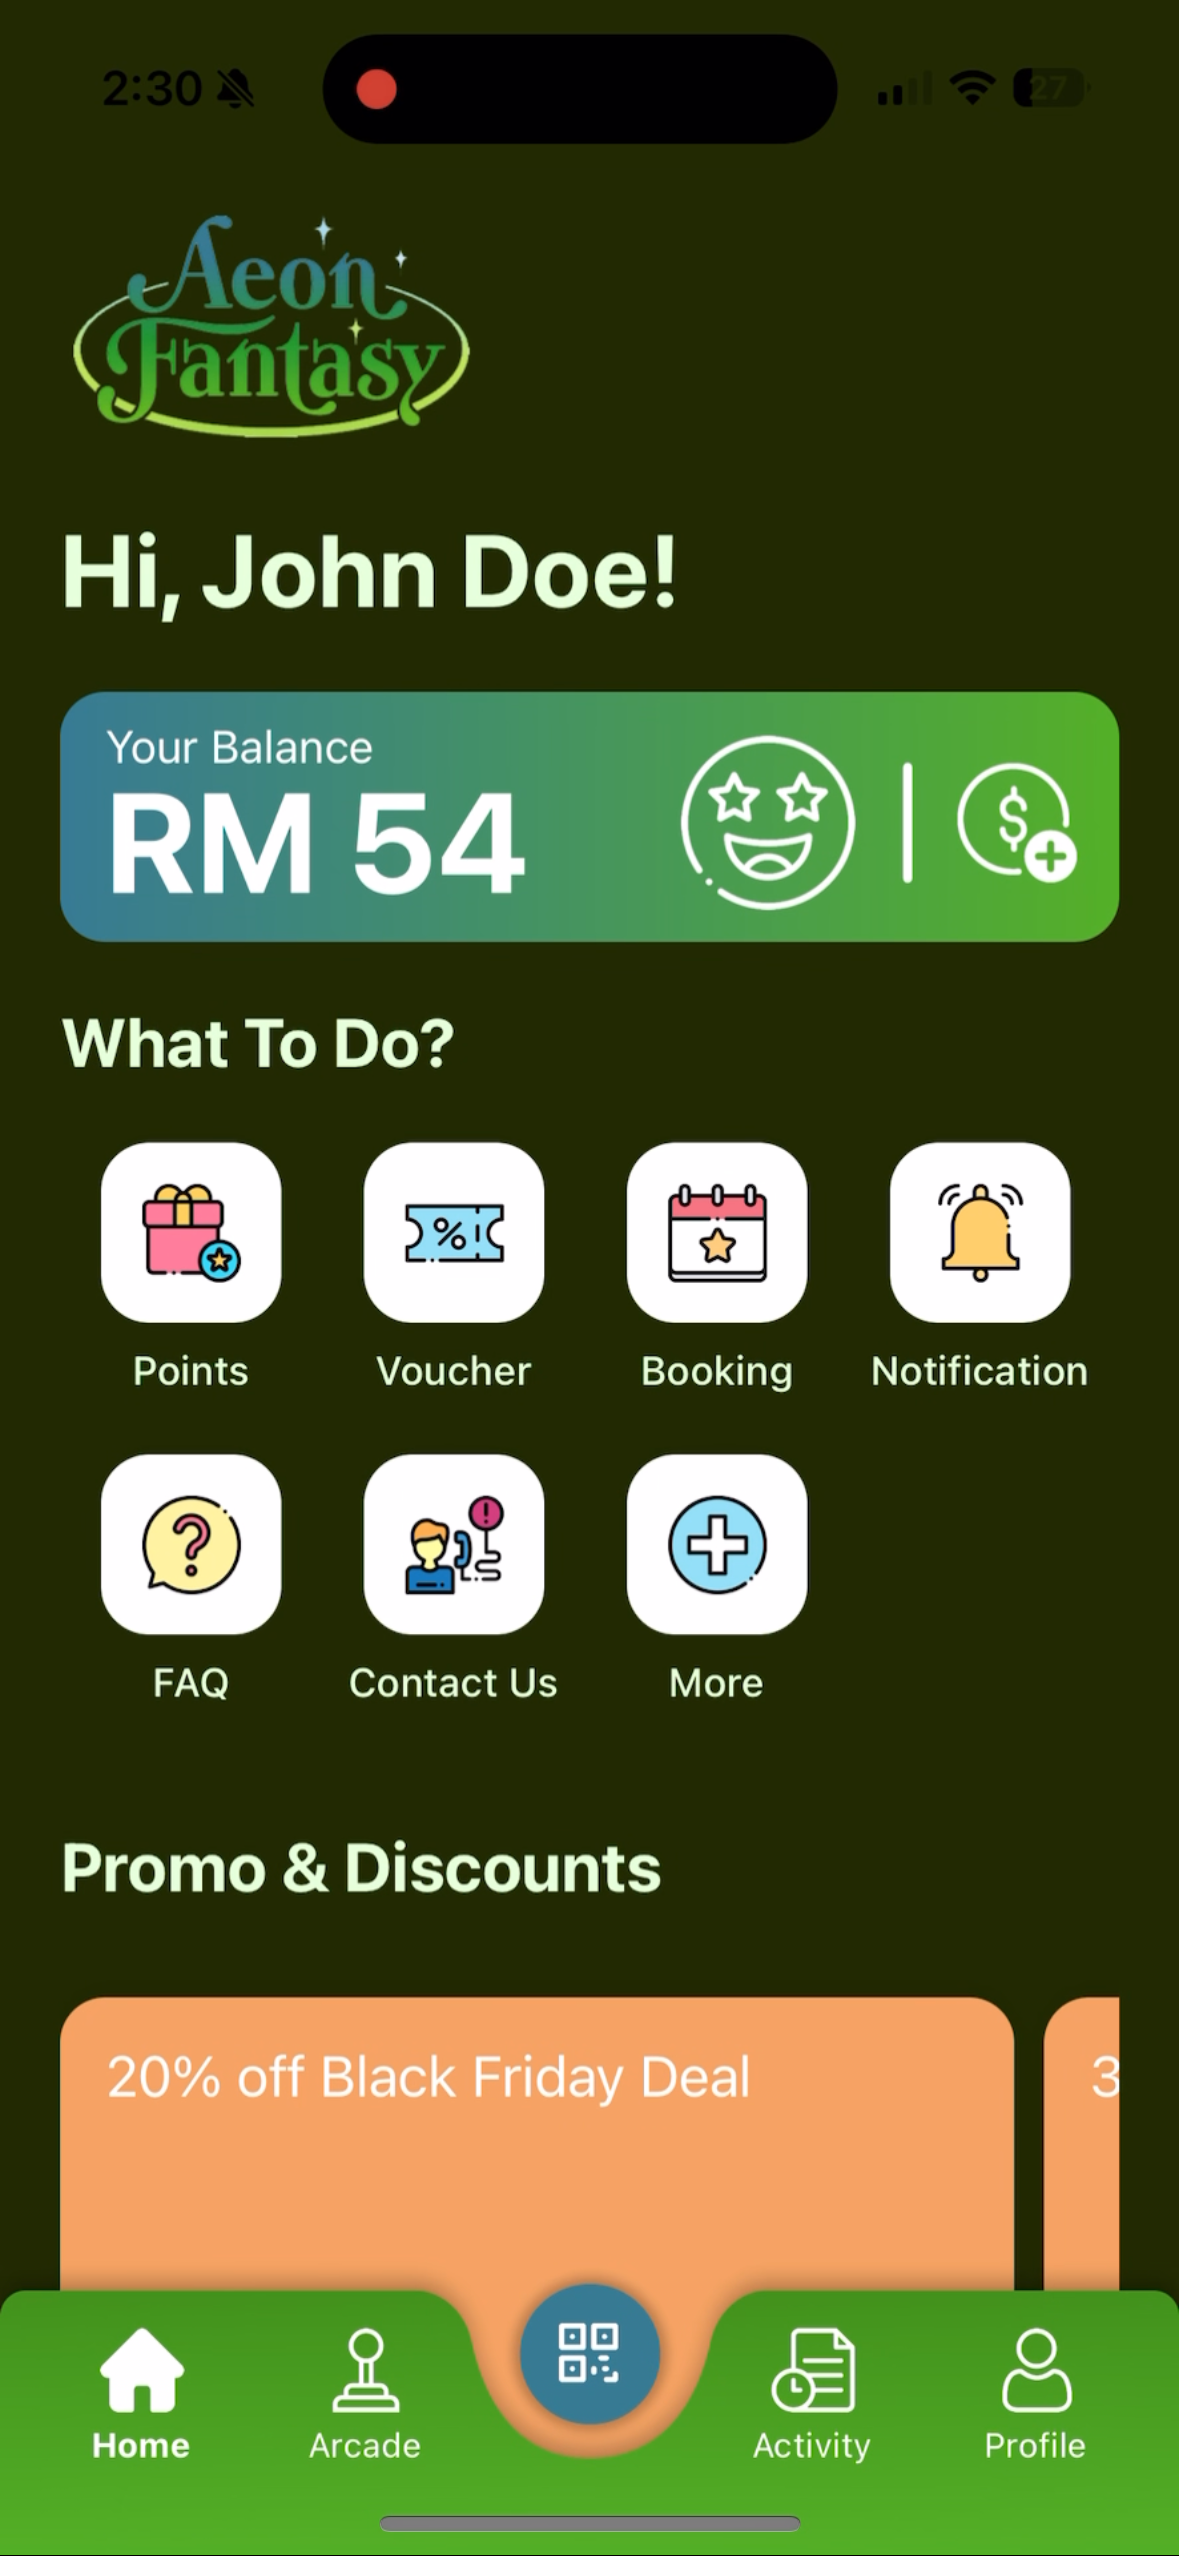 2:30
27
Aeon
Fantasy
Hi, John Doe!
Your Balance
RM 54
What To Do?
Points
Voucher
Booking
Notification
FAQ
Contact Us
More
Promo & Discounts
20% off Black Friday Deal
3
Home
Arcade
Activity
Profile